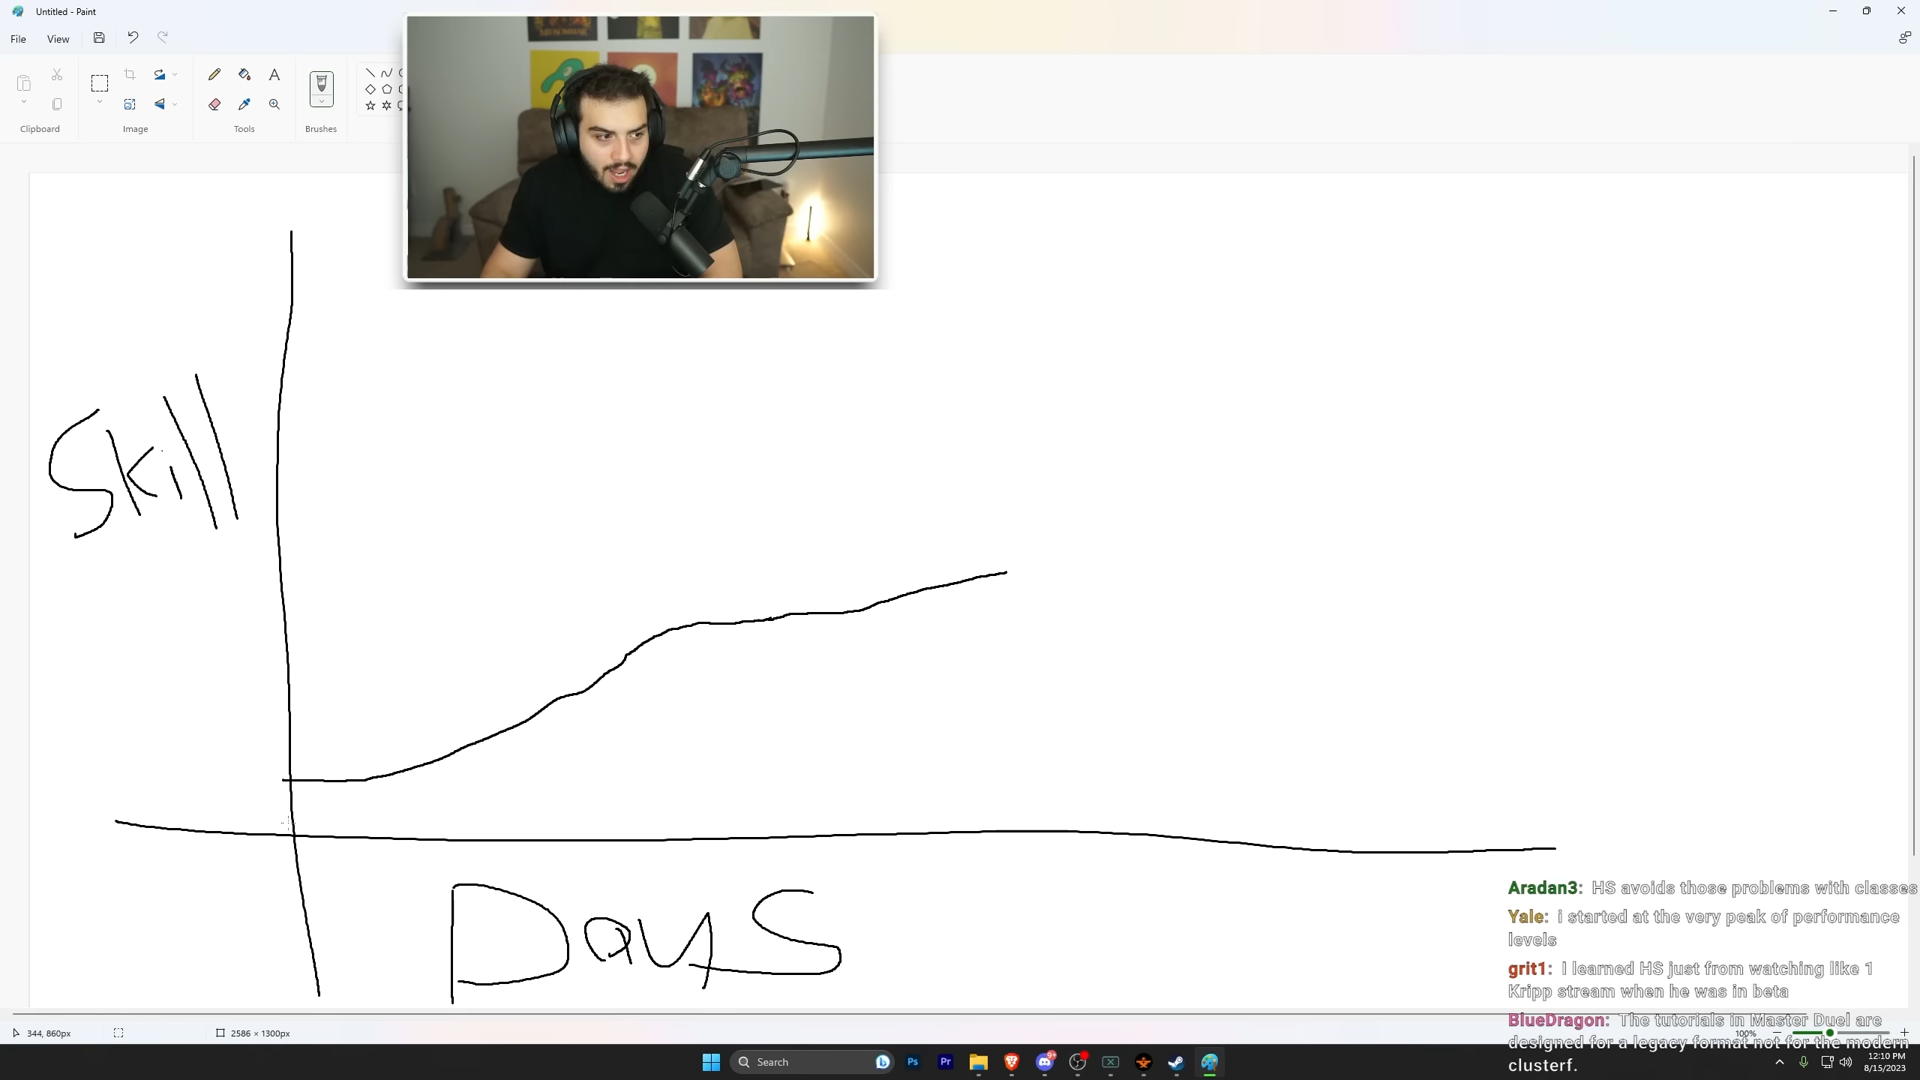 Untitled - Paint
File
View
Clipboard
Image
Tools
Brushes
A
Skill
Days
Aradan3: HS avoids those problems with classes
Yale: i started at the very peak of performance
levels
grit1: I learned HS just from watching like 1
Kripp stream when he was in beta
BlueDragon: The tutorials in Master Duel are
designed for a legacy format not for the modern
clusterf.
344, 860px
2586 × 1300px
100%
Search
Ps
Pr
12:10 PM
8/15/2023